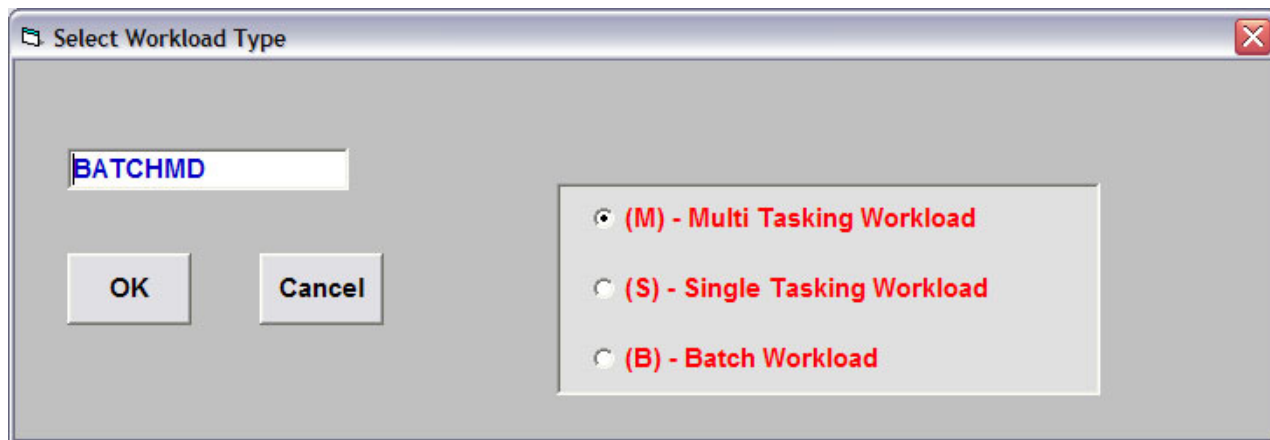 Select Workload Type
BATCHMD
OK
Cancel
(M) - Multi Tasking Workload
(S) - Single Tasking Workload
(B) - Batch Workload